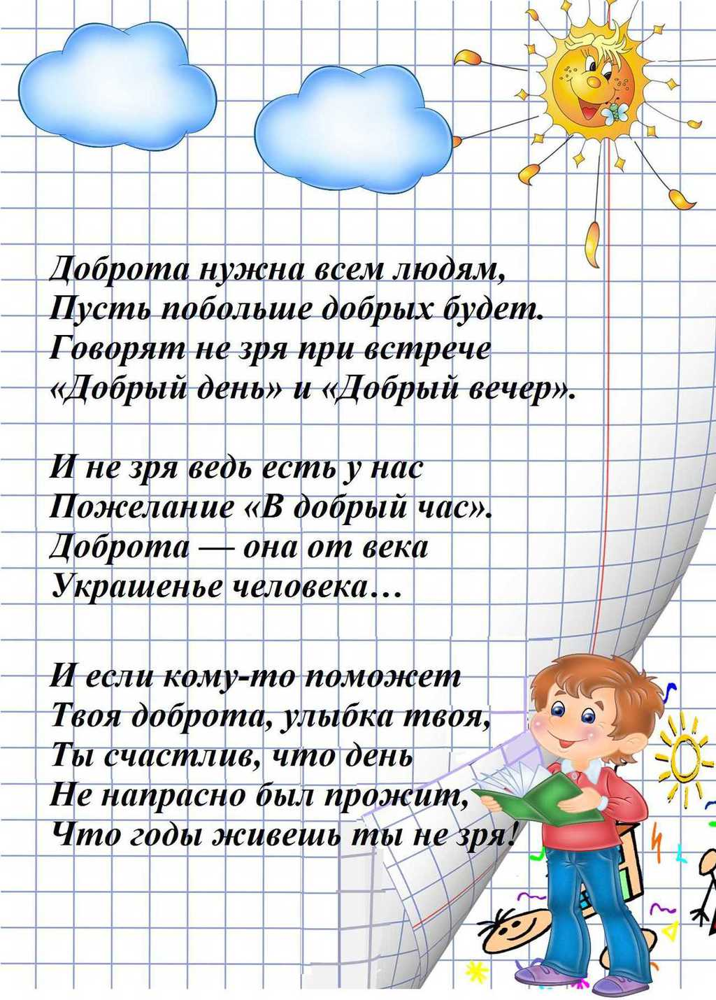 Доброта нужна всем людям,
Пусть побольше добрых будет.
Говорят не зря при встрече
«Добрый день» и «Добрый вечер».
И не зря ведь есть у нас
Пожелание «В добрый час».
Доброта — она от века
Украшенье человека…
И если кому-то поможет
Твоя доброта, улыбка твоя,
Ты счастлив, что день
Не напрасно был прожит,
Что годы живешь ты не зря!